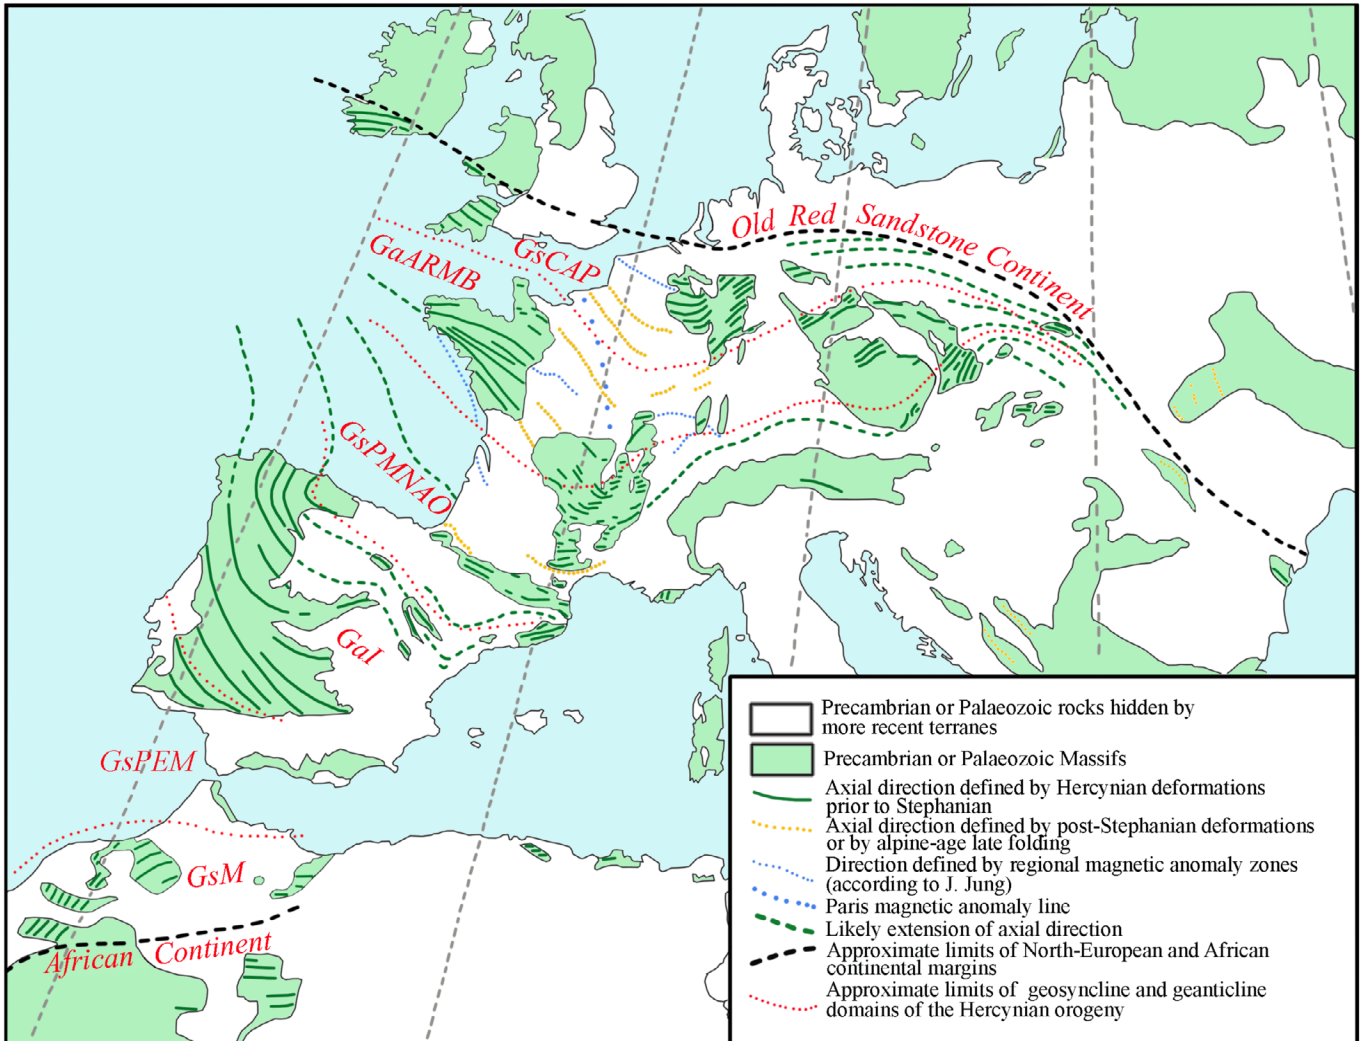 Old Red Sandstone Continent
GsCAP
GaARMB
GsPMNAO
GaI
GsPEM
GsM
African Continent
Precambrian or Palaeozoic rocks hidden by
more recent terranes
Precambrian or Palaeozoic Massifs
Axial direction defined by Hercynian deformations
prior to Stephanian
Axial direction defined by post-Stephanian deformations
or by alpine-age late folding
Direction defined by regional magnetic anomaly zones
(according to J. Jung)
Paris magnetic anomaly line
Likely extension of axial direction
Approximate limits of North-European and African
continental margins
Approximate limits of geosyncline and geanticline
domains of the Hercynian orogeny